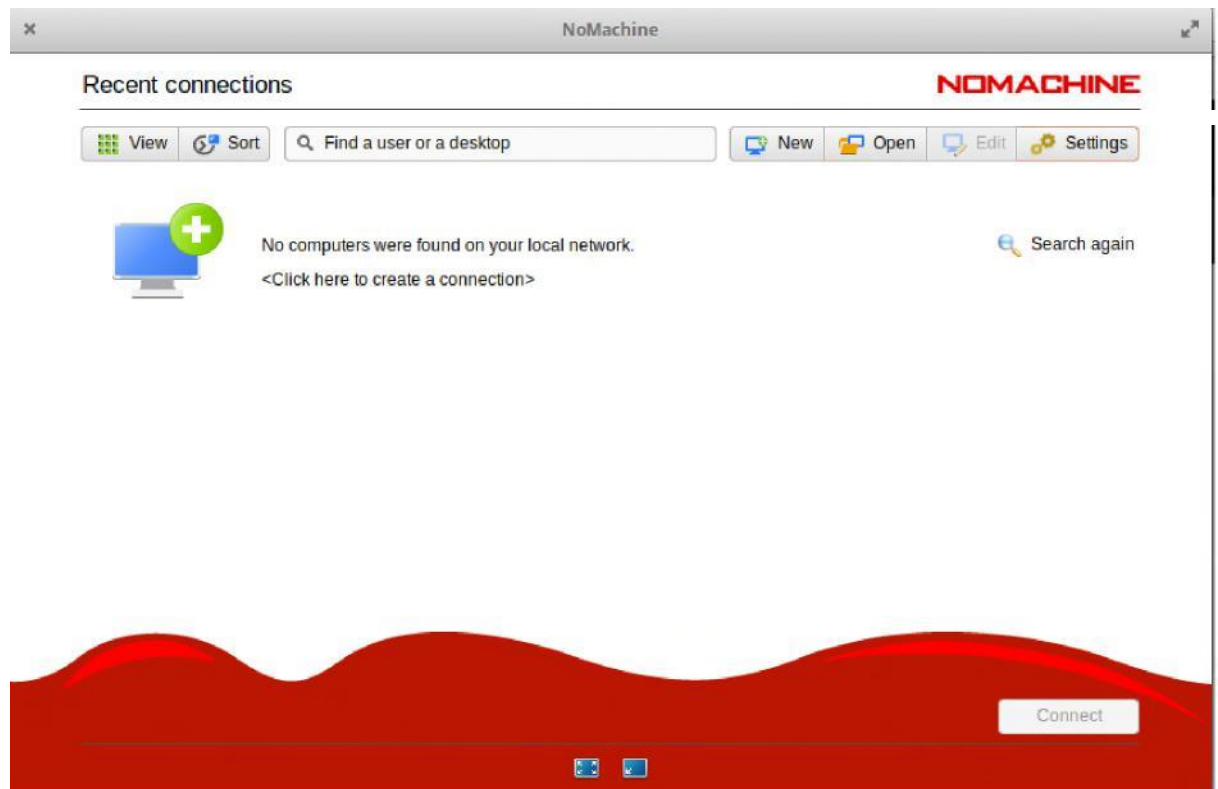 NoMachine
Recent connections
NOMACHINE
View Sort Find a user or a desktop New Open Edit Settings
No computers were found on your local network.
Search again
<Click here to create a connection>
Connect